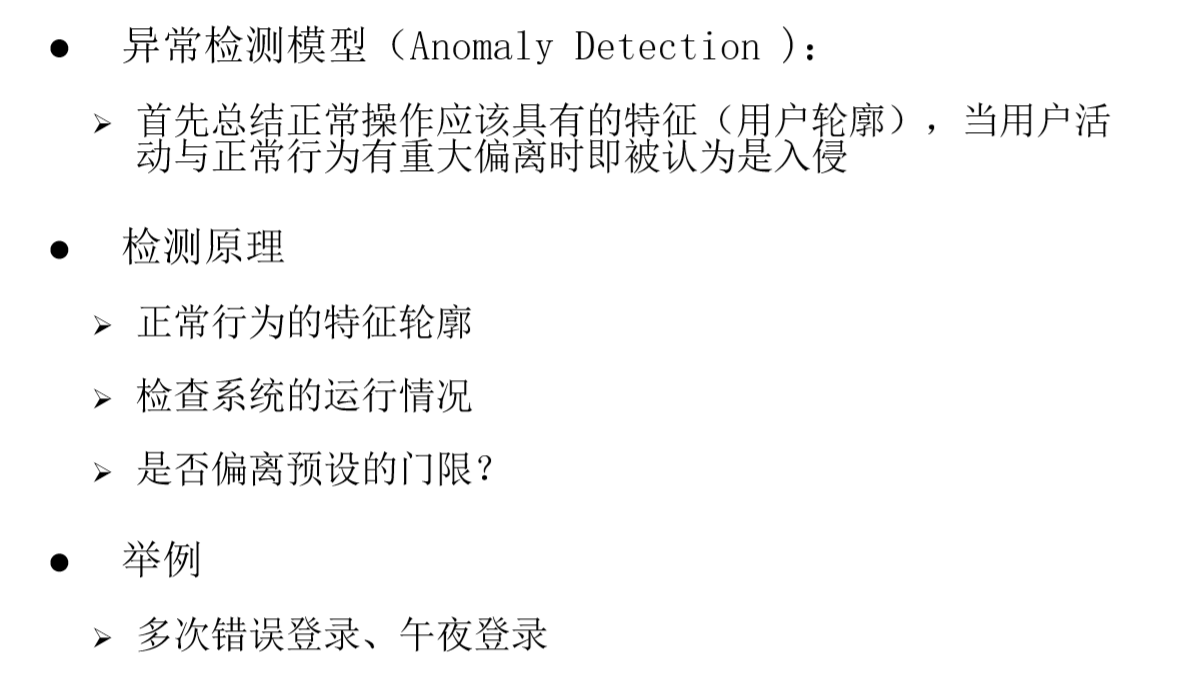 ● 异常检测模型（Anomaly Detection ）：
➢ 首先总结正常操作应该具有的特征（用户轮廓），当用户活
动与正常行为有重大偏离时即被认为是入侵
● 检测原理
➢ 正常行为的特征轮廓
➢ 检查系统的运行情况
➢ 是否偏离预设的门限？
● 举例
➢ 多次错误登录、午夜登录